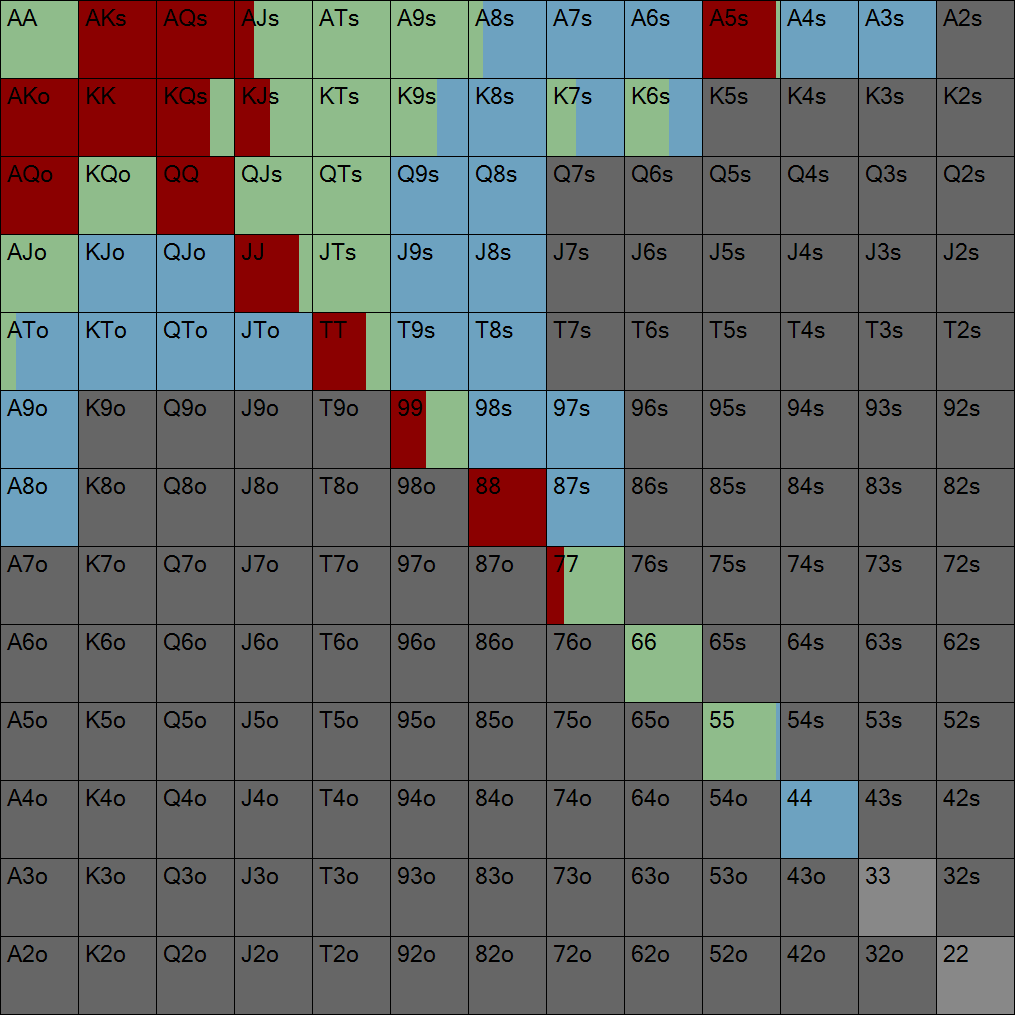 AA AKs AQs AJs ATs A9s A8s A7s A6s A5s A4s A3s A2s
AKo KK KQs KJs KTs K9s K8s K7s K6s K5s K4s K3s K2s
AQo KQo QQ QJs QTs Q9s Q8s Q7s Q6s Q5s Q4s Q3s Q2s
AJo KJo QJo JJ JTs J9s J8s J7s J6s J5s J4s J3s J2s
ATo KTo QTo JTo TT T9s T8s T7s T6s T5s T4s T3s T2s
A9o K9o Q9o J9o T9o 99 98s 97s 96s 95s 94s 93s 92s
A8o K8o Q8o J8o T8o 98o 88 87s 86s 85s 84s 83s 82s
A7o K7o Q7o J7o T7o 97o 87o 77 76s 75s 74s 73s 72s
A6o K6o Q6o J6o T6o 96o 86o 76o 66 65s 64s 63s 62s
A5o K5o Q5o J5o T5o 95o 85o 75o 65o 55 54s 53s 52s
A4o K4o Q4o J4o T4o 94o 84o 74o 64o 54o 44 43s 42s
A3o K3o Q3o J3o T3o 93o 83o 73o 63o 53o 43o 33 32s
A2o K2o Q2o J2o T2o 92o 82o 72o 62o 52o 42o 32o 22